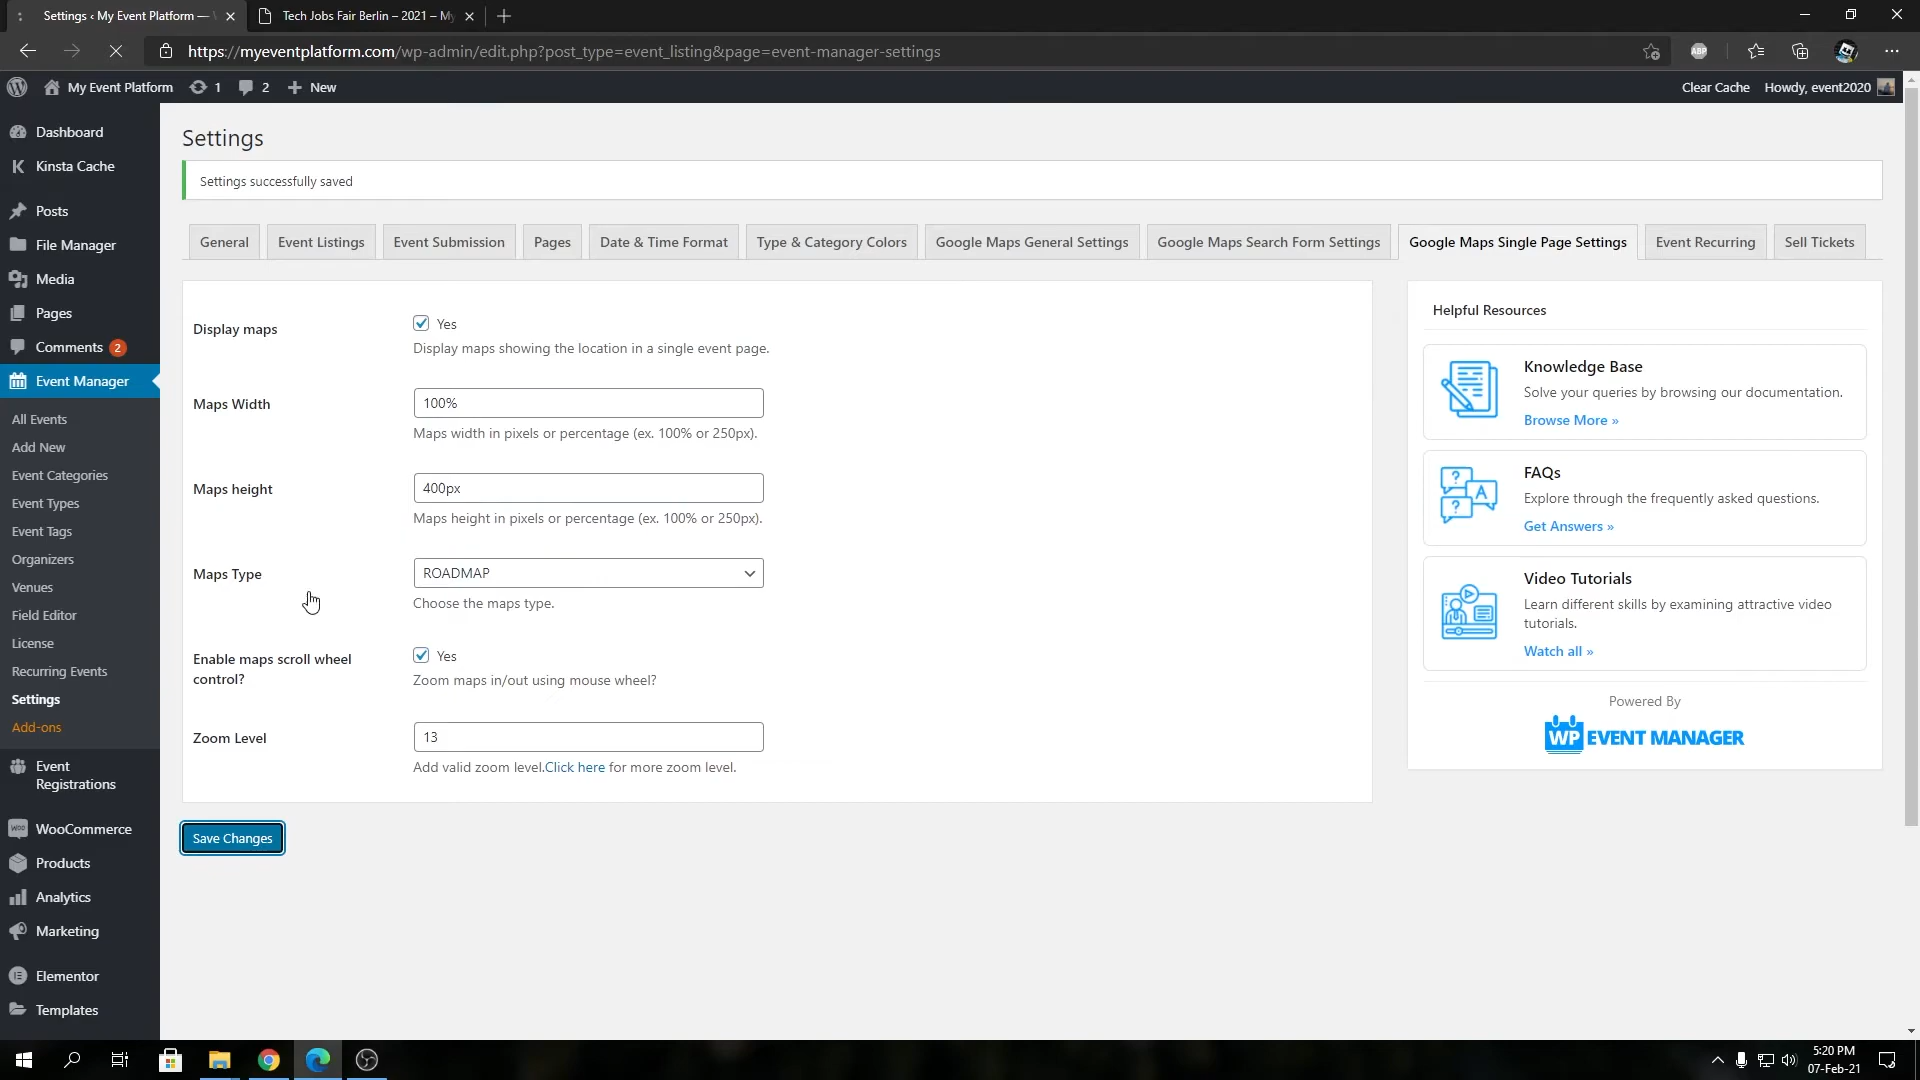 Settings ‹ My Event Platform —
Tech Jobs Fair Berlin – 2021 – My
https://myeventplatform.com/wp-admin/edit.php?post_type=event_listing&page=event-manager-settings
ABP
My Event Platform
1
2
New
Clear Cache
Howdy, event2020
Dashboard
Kinsta Cache
Posts
File Manager
Media
Pages
Comments 2
Event Manager
All Events
Add New
Event Categories
Event Types
Event Tags
Organizers
Venues
Field Editor
License
Recurring Events
Settings
Add-ons
Event
Registrations
WooCommerce
Products
Analytics
Marketing
Elementor
Templates
Settings
Settings successfully saved
General
Event Listings
Event Submission
Pages
Date & Time Format
Type & Category Colors
Google Maps General Settings
Google Maps Search Form Settings
Google Maps Single Page Settings
Event Recurring
Sell Tickets
Display maps
Yes
Display maps showing the location in a single event page.
Maps Width
100%
Maps width in pixels or percentage (ex. 100% or 250px).
Maps height
400px
Maps height in pixels or percentage (ex. 100% or 250px).
Maps Type
ROADMAP
Choose the maps type.
Enable maps scroll wheel
control?
Yes
Zoom maps in/out using mouse wheel?
Zoom Level
13
Add valid zoom level.Click here for more zoom level.
Save Changes
Helpful Resources
Knowledge Base
Solve your queries by browsing our documentation.
Browse More »
FAQs
Explore through the frequently asked questions.
Get Answers »
Video Tutorials
Learn different skills by examining attractive video
tutorials.
Watch all »
Powered By
WP EVENT MANAGER
5:20 PM
07-Feb-21